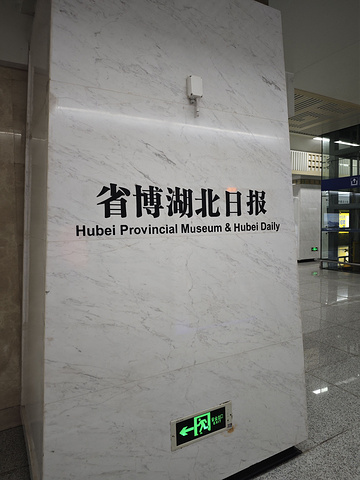 省博湖北日报
Hubei Provincial Museum & Hubei Daily